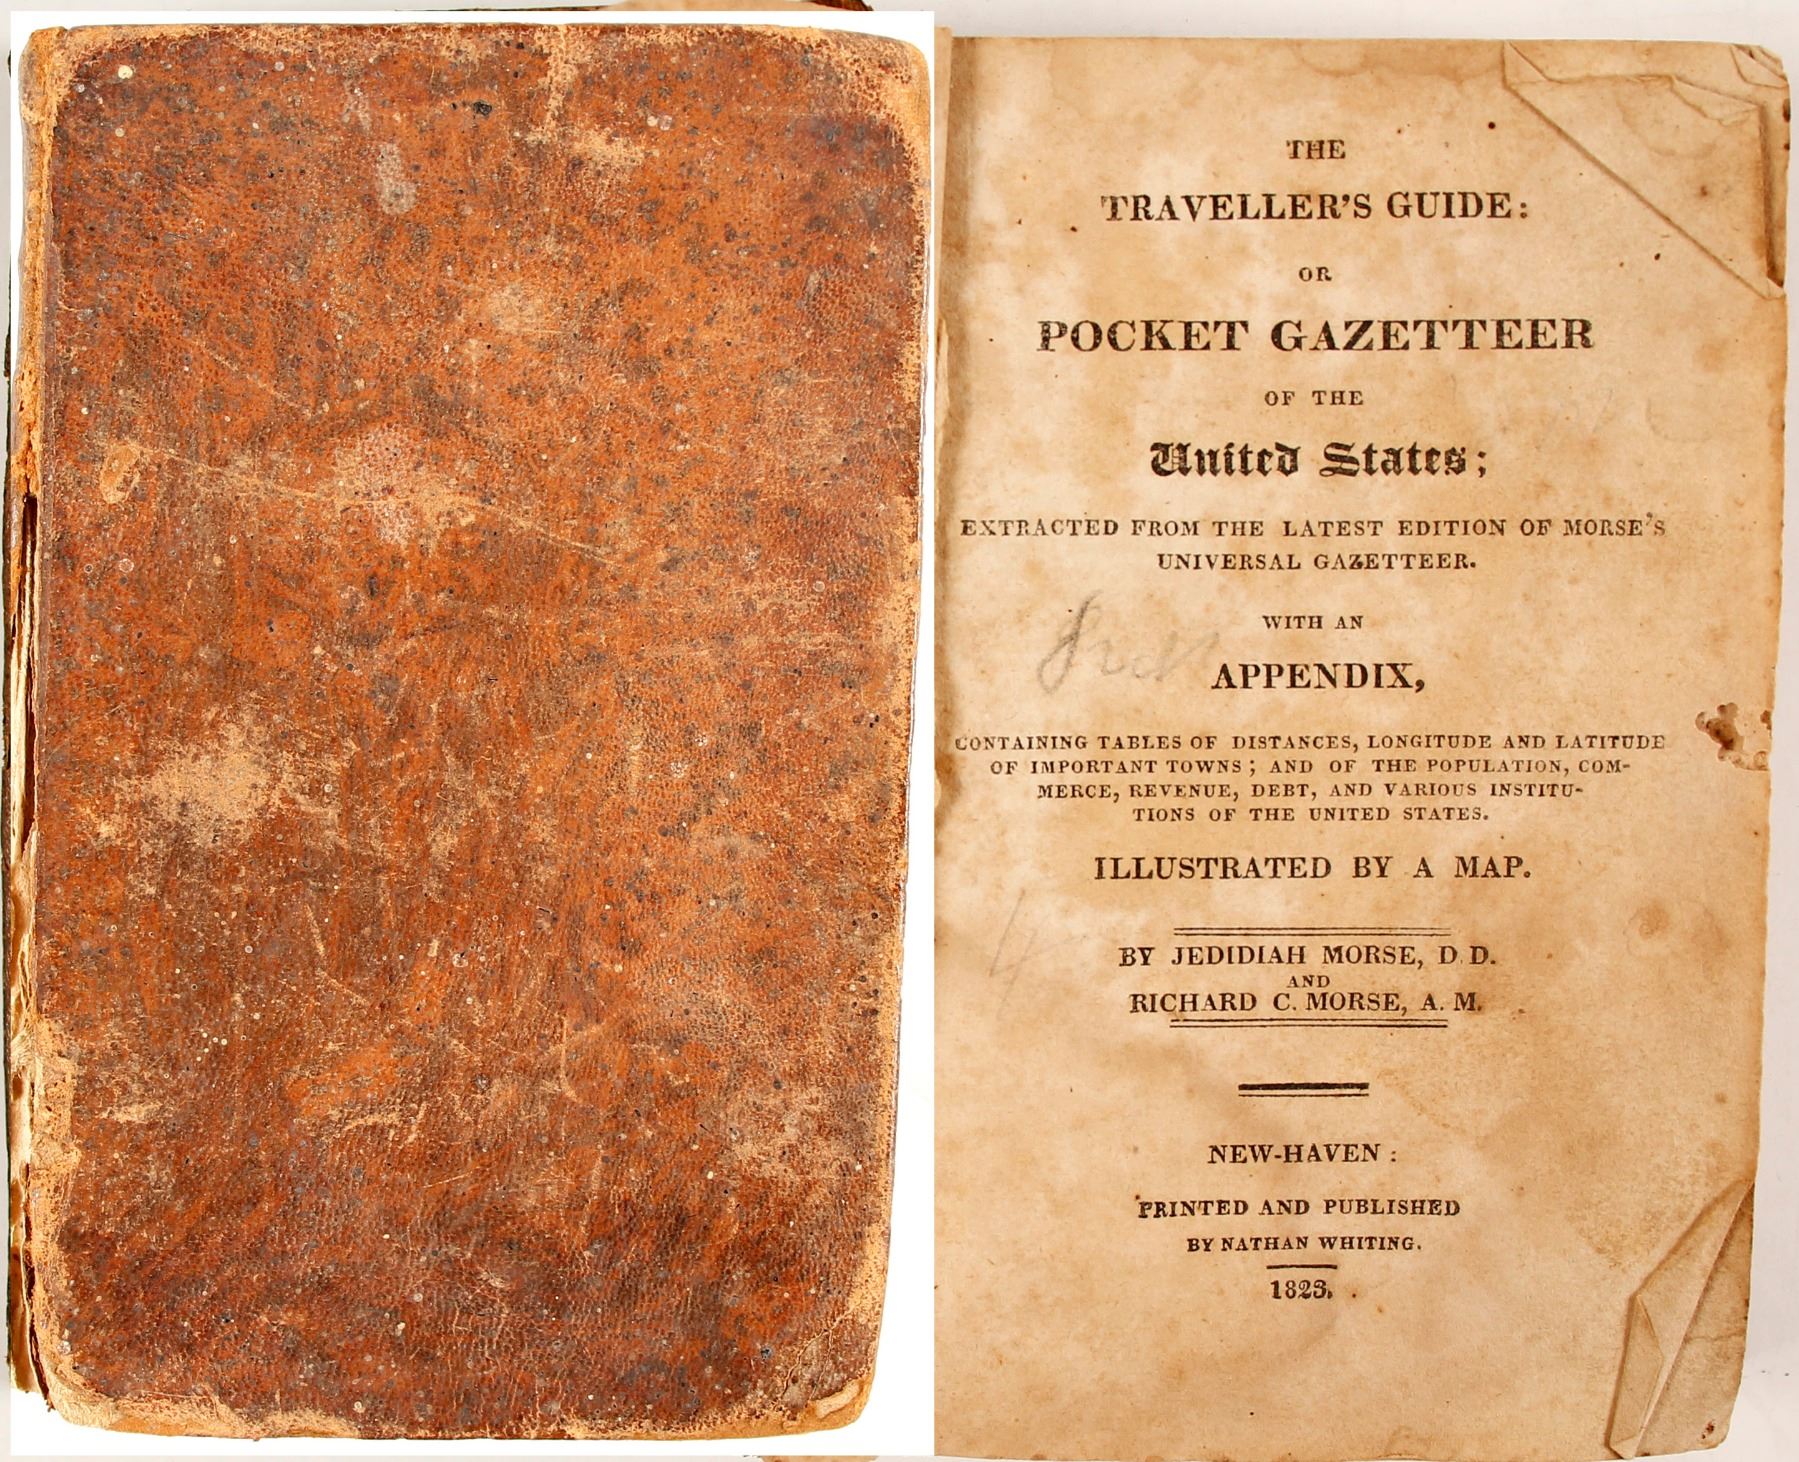 THE
TRAVELLER'S GUIDE:
OR
POCKET GAZETTEER
OF THE
United States;
EXTRACTED FROM THE LATEST EDITION OF MORSE'S
UNIVERSAL GAZETTEER.
WITH AN
APPENDIX,
CONTAINING TABLES OF DISTANCES, LONGITUDE AND LATITUDE
OF IMPORTANT TOWNS; AND OF THE POPULATION, COM-
MERCE, REVENUE, DEBT, AND VARIOUS INSTITU-
TIONS OF THE UNITED STATES.
ILLUSTRATED BY A MAP.
BY JEDIDIAH MORSE, D. D.
AND
RICHARD C. MORSE, A. M.
NEW-HAVEN:
PRINTED AND PUBLISHED
BY NATHAN WHITING.
1823.